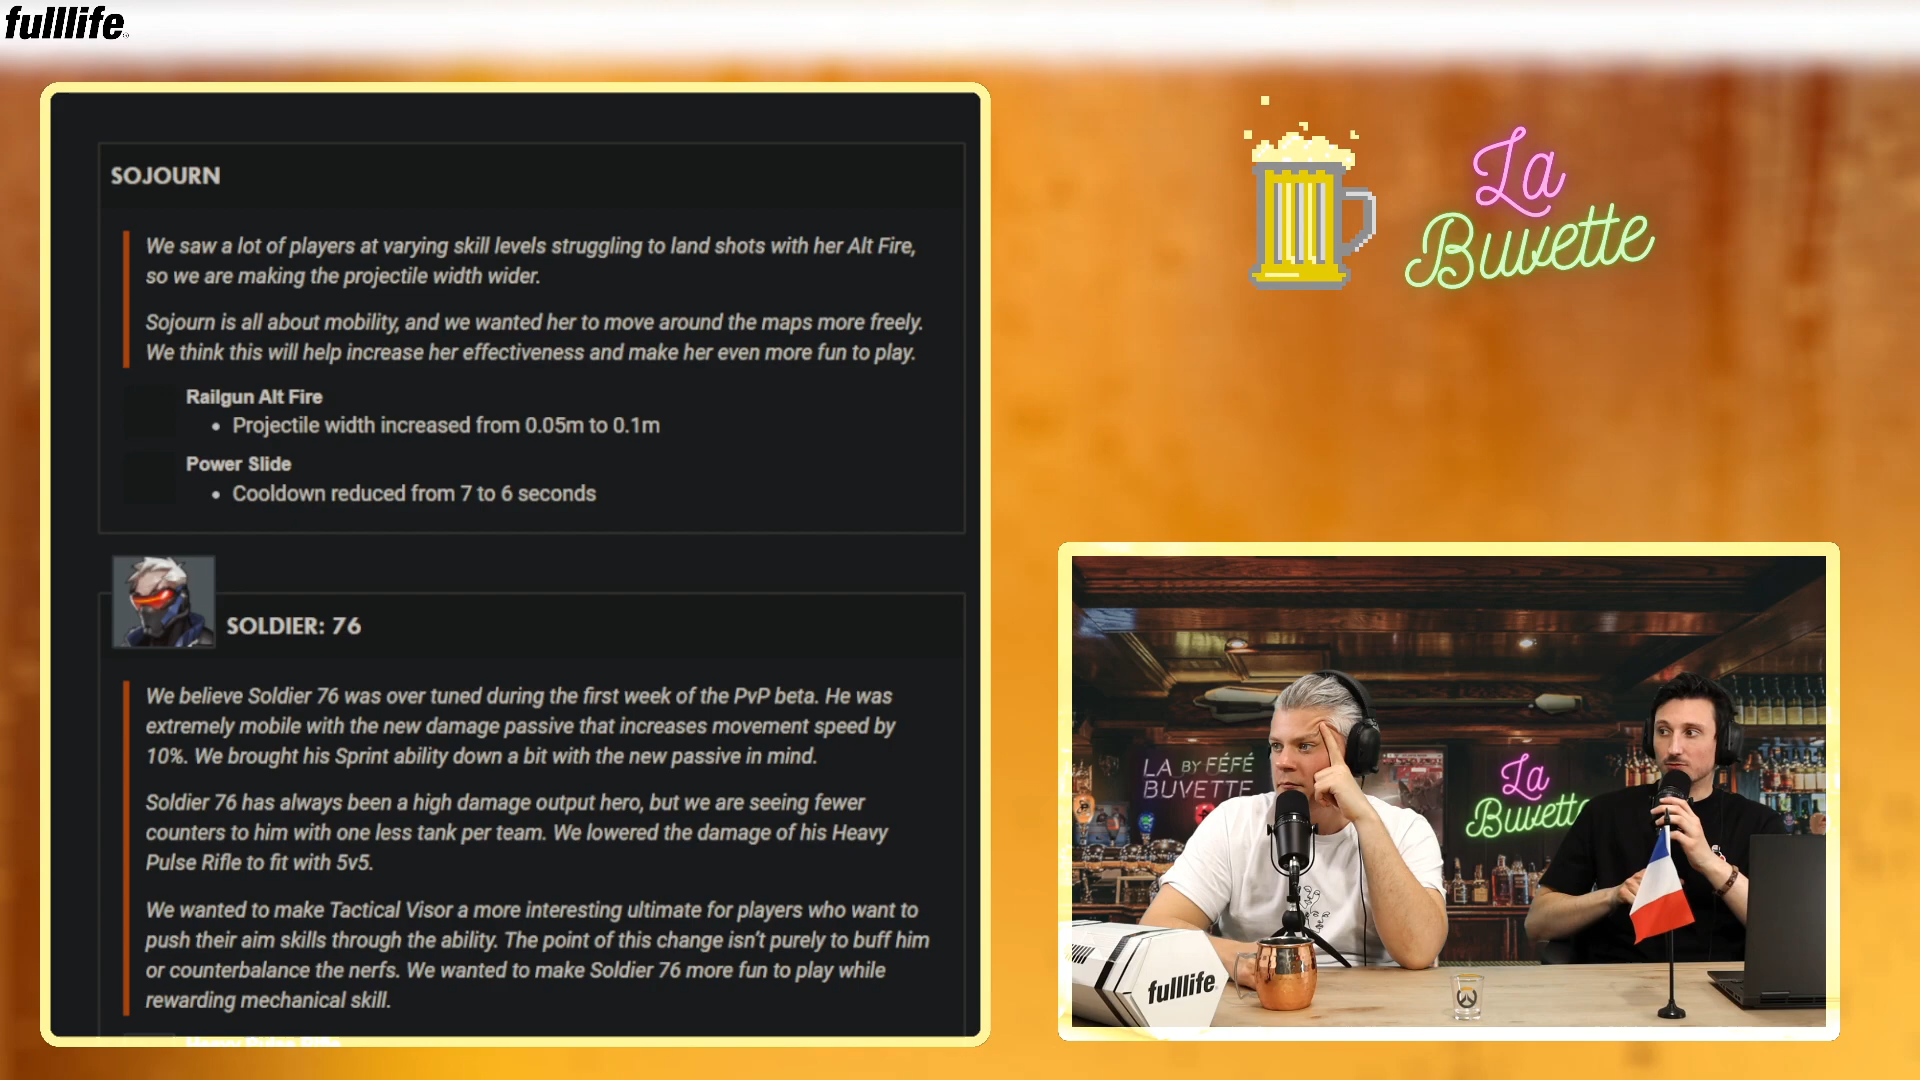 fulllife
SOJOURN
We saw a lot of players at varying skill levels struggling to land shots with her Alt Fire,
so we are making the projectile width wider.
Sojourn is all about mobility, and we wanted her to move around the maps more freely.
We think this will help increase her effectiveness and make her even more fun to play.
Railgun Alt Fire
• Projectile width increased from 0.05m to 0.1m
Power Slide
• Cooldown reduced from 7 to 6 seconds
SOLDIER: 76
We believe Soldier 76 was over tuned during the first week of the PvP beta. He was
extremely mobile with the new damage passive that increases movement speed by
10%. We brought his Sprint ability down a bit with the new passive in mind.
Soldier 76 has always been a high damage output hero, but we are seeing fewer
counters to him with one less tank per team. We lowered the damage of his Heavy
Pulse Rifle to fit with 5v5.
We wanted to make Tactical Visor a more interesting ultimate for players who want to
push their aim skills through the ability. The point of this change isn't purely to buff him
or counterbalance the nerfs. We wanted to make Soldier 76 more fun to play while
rewarding mechanical skill.
La
Buvette
LA BY FÉFÉ
BUVETTE
La
Buvette
fulllife